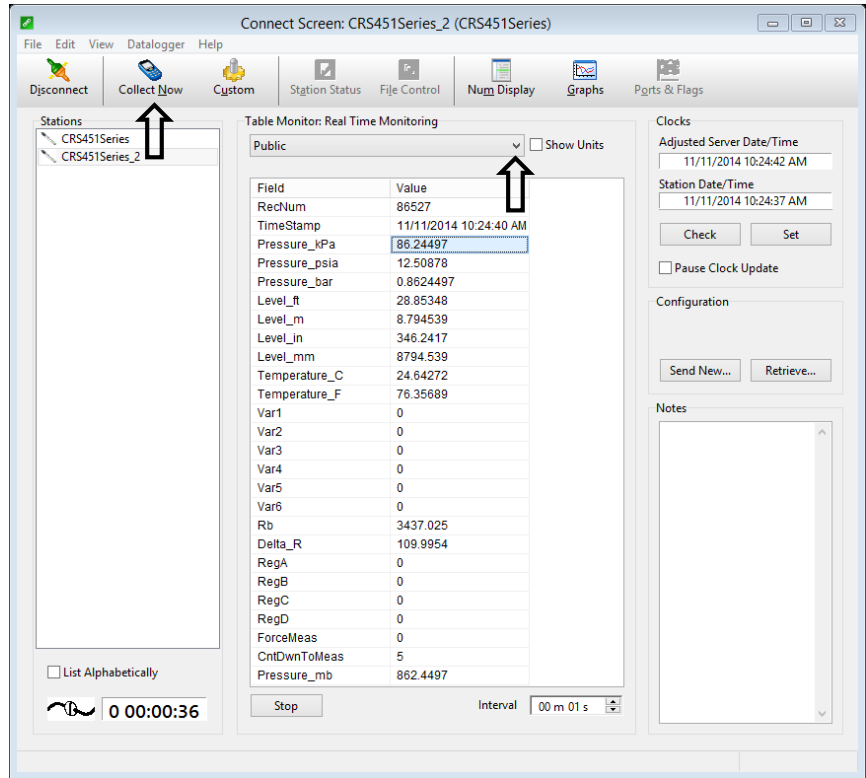 Connect Screen: CRS451Series_2 (CRS451Series)
File Edit View Datalogger Help
Disconnect Collect Now Custom Station Status File Control Num Display Graphs Ports & Flags
Stations
CRS451Series
CRS451Series_2
List Alphabetically
0 00:00:36
Table Monitor: Real Time Monitoring
Public Show Units
Field Value
RecNum 86527
TimeStamp 11/11/2014 10:24:40 AM
Pressure_kPa 86.24497
Pressure_psia 12.50878
Pressure_bar 0.8624497
Level_ft 28.85348
Level_m 8.794539
Level_in 346.2417
Level_mm 8794.539
Temperature_C 24.64272
Temperature_F 76.35689
Var1 0
Var2 0
Var3 0
Var4 0
Var5 0
Var6 0
Rb 3437.025
Delta_R 109.9954
RegA 0
RegB 0
RegC 0
RegD 0
ForceMeas 0
CntDwnToMeas 5
Pressure_mb 862.4497
Stop Interval 00 m 01 s
Clocks
Adjusted Server Date/Time
11/11/2014 10:24:42 AM
Station Date/Time
11/11/2014 10:24:37 AM
Check Set
Pause Clock Update
Configuration
Send New... Retrieve...
Notes